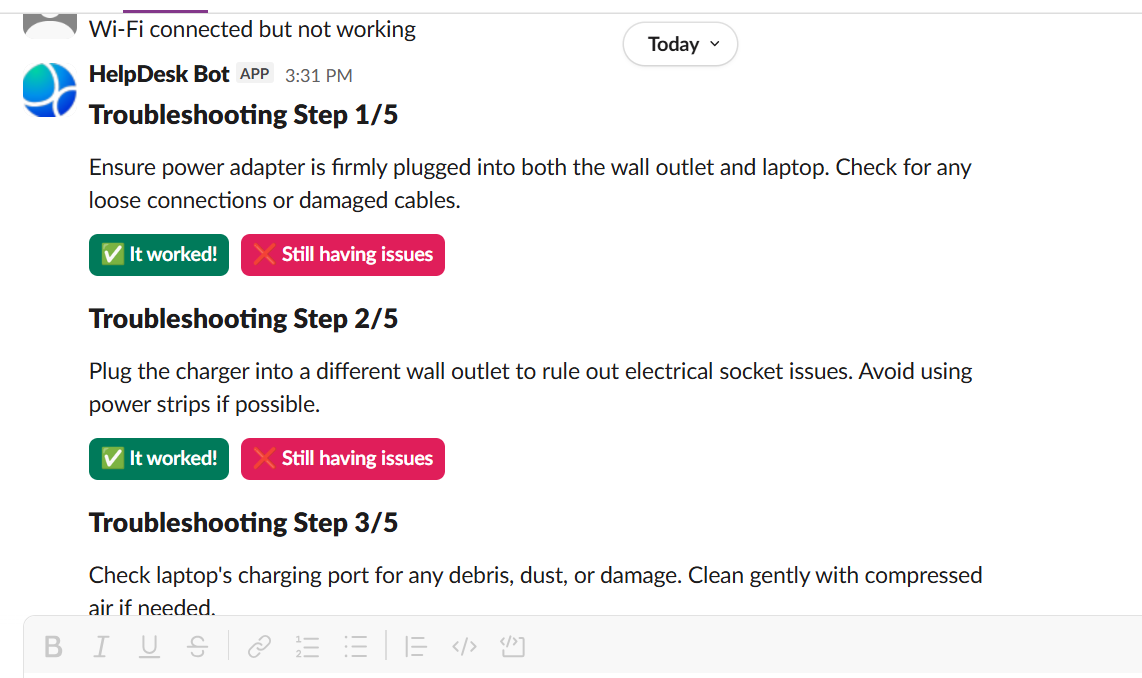 Wi-Fi connected but not working
Today
HelpDesk Bot APP 3:31 PM
Troubleshooting Step 1/5
Ensure power adapter is firmly plugged into both the wall outlet and laptop. Check for any
loose connections or damaged cables.
✅ It worked! ❌ Still having issues
Troubleshooting Step 2/5
Plug the charger into a different wall outlet to rule out electrical socket issues. Avoid using
power strips if possible.
✅ It worked! ❌ Still having issues
Troubleshooting Step 3/5
Check laptop's charging port for any debris, dust, or damage. Clean gently with compressed
air if needed.